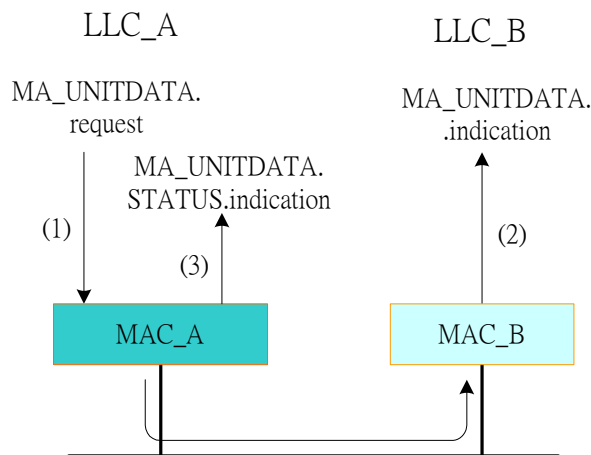 LLC_A
LLC_B
MA_UNITDATA.
request
MA_UNITDATA.
.indication
MA_UNITDATA.
STATUS.indication
(1)
(3)
(2)
MAC_A
MAC_B